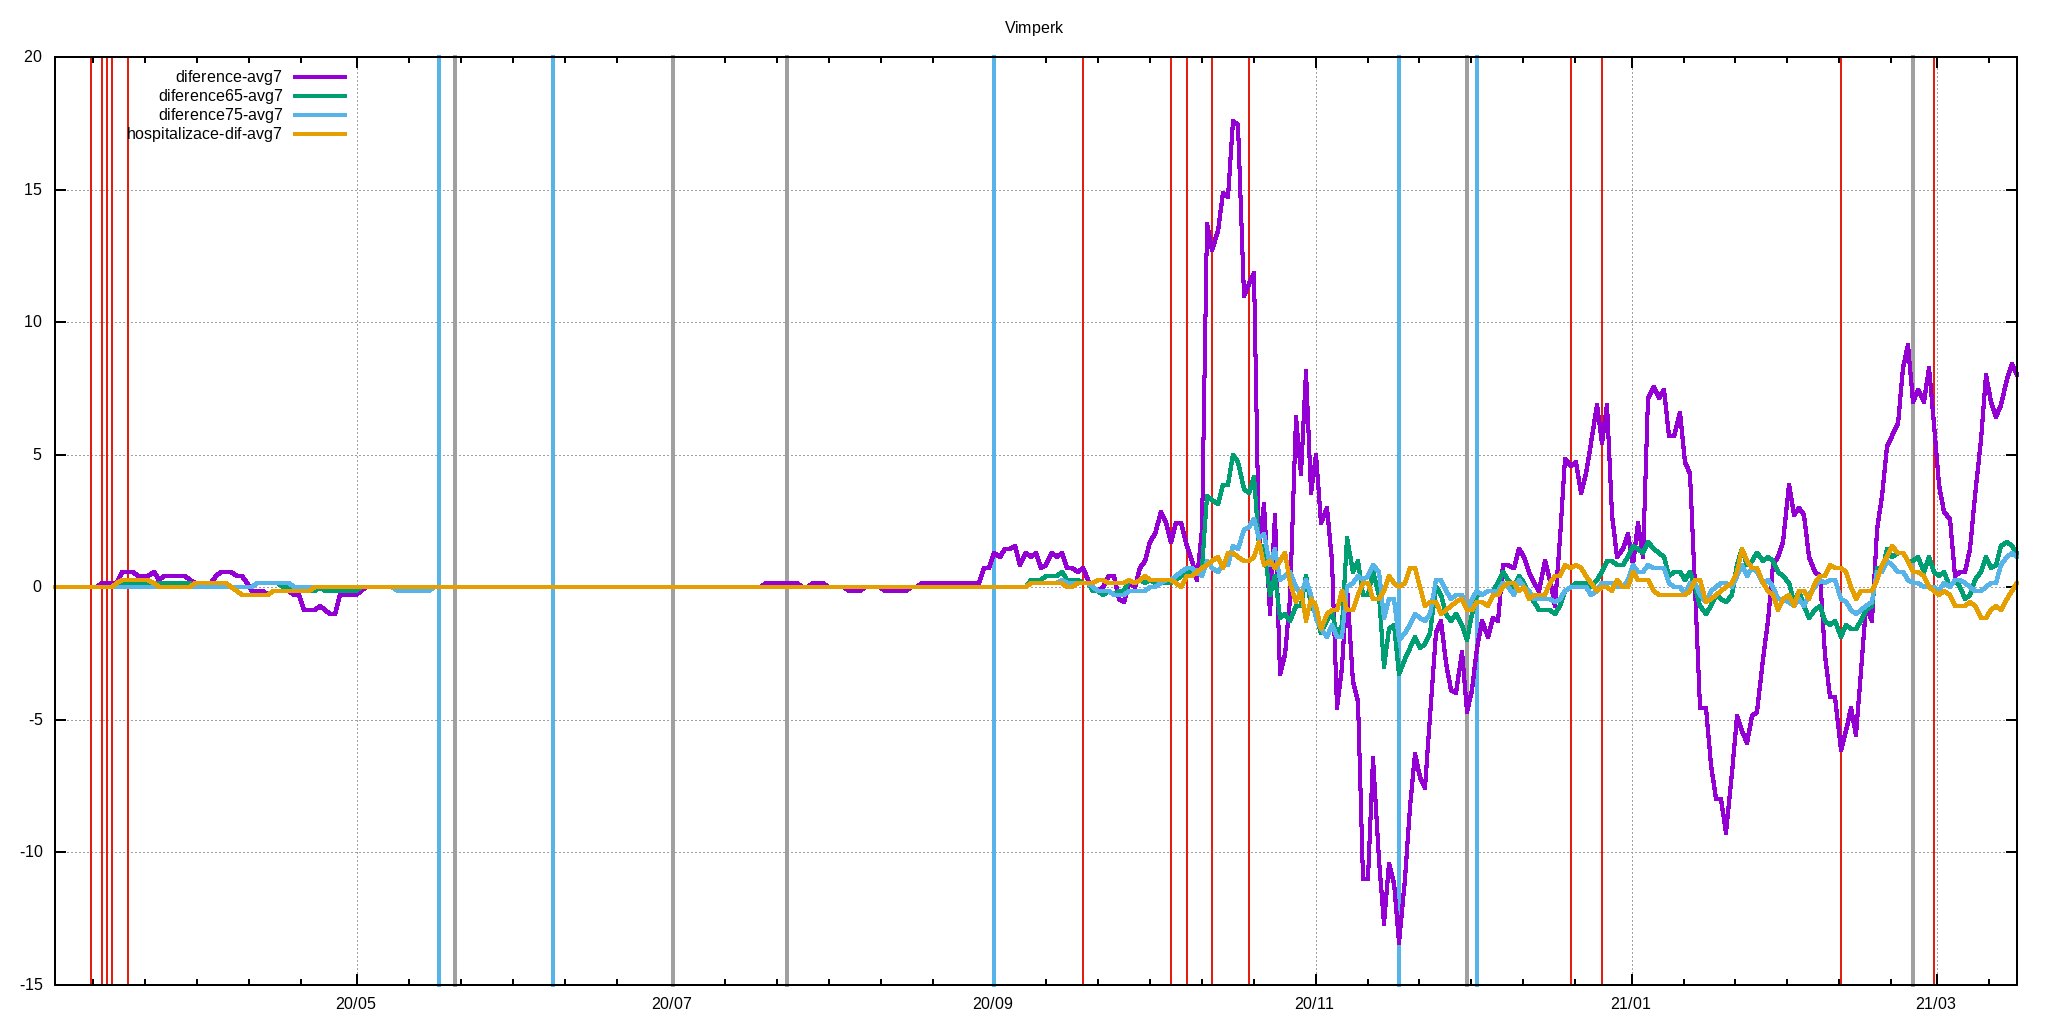 Vimperk
diference-avg7
diference65-avg7
diference75-avg7
hospitalizace-dif-avg7
20
15
10
5
0
-5
-10
-15
20/05 20/07 20/09 20/11 21/01 21/03